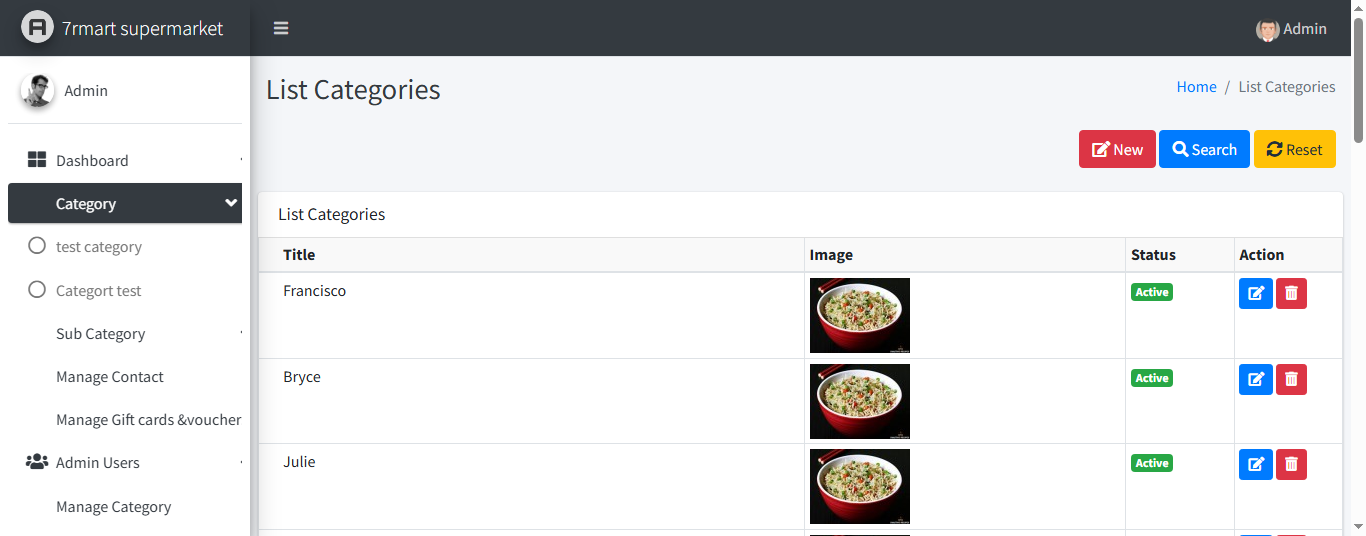 7rmart supermarket
Admin
Admin
Dashboard
Category
test category
Categort test
Sub Category
Manage Contact
Manage Gift cards &voucher
Admin Users
Manage Category
List Categories
Home / List Categories
New Search Reset
List Categories
Title Image Status Action
Francisco Active
Bryce Active
Julie Active